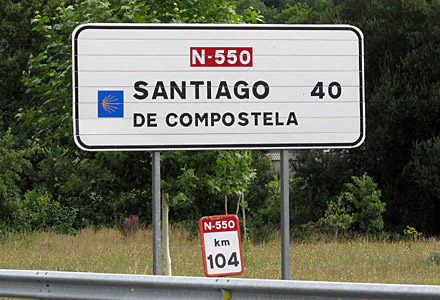 N-550
SANTIAGO 40
DE COMPOSTELA
N-550
km
104